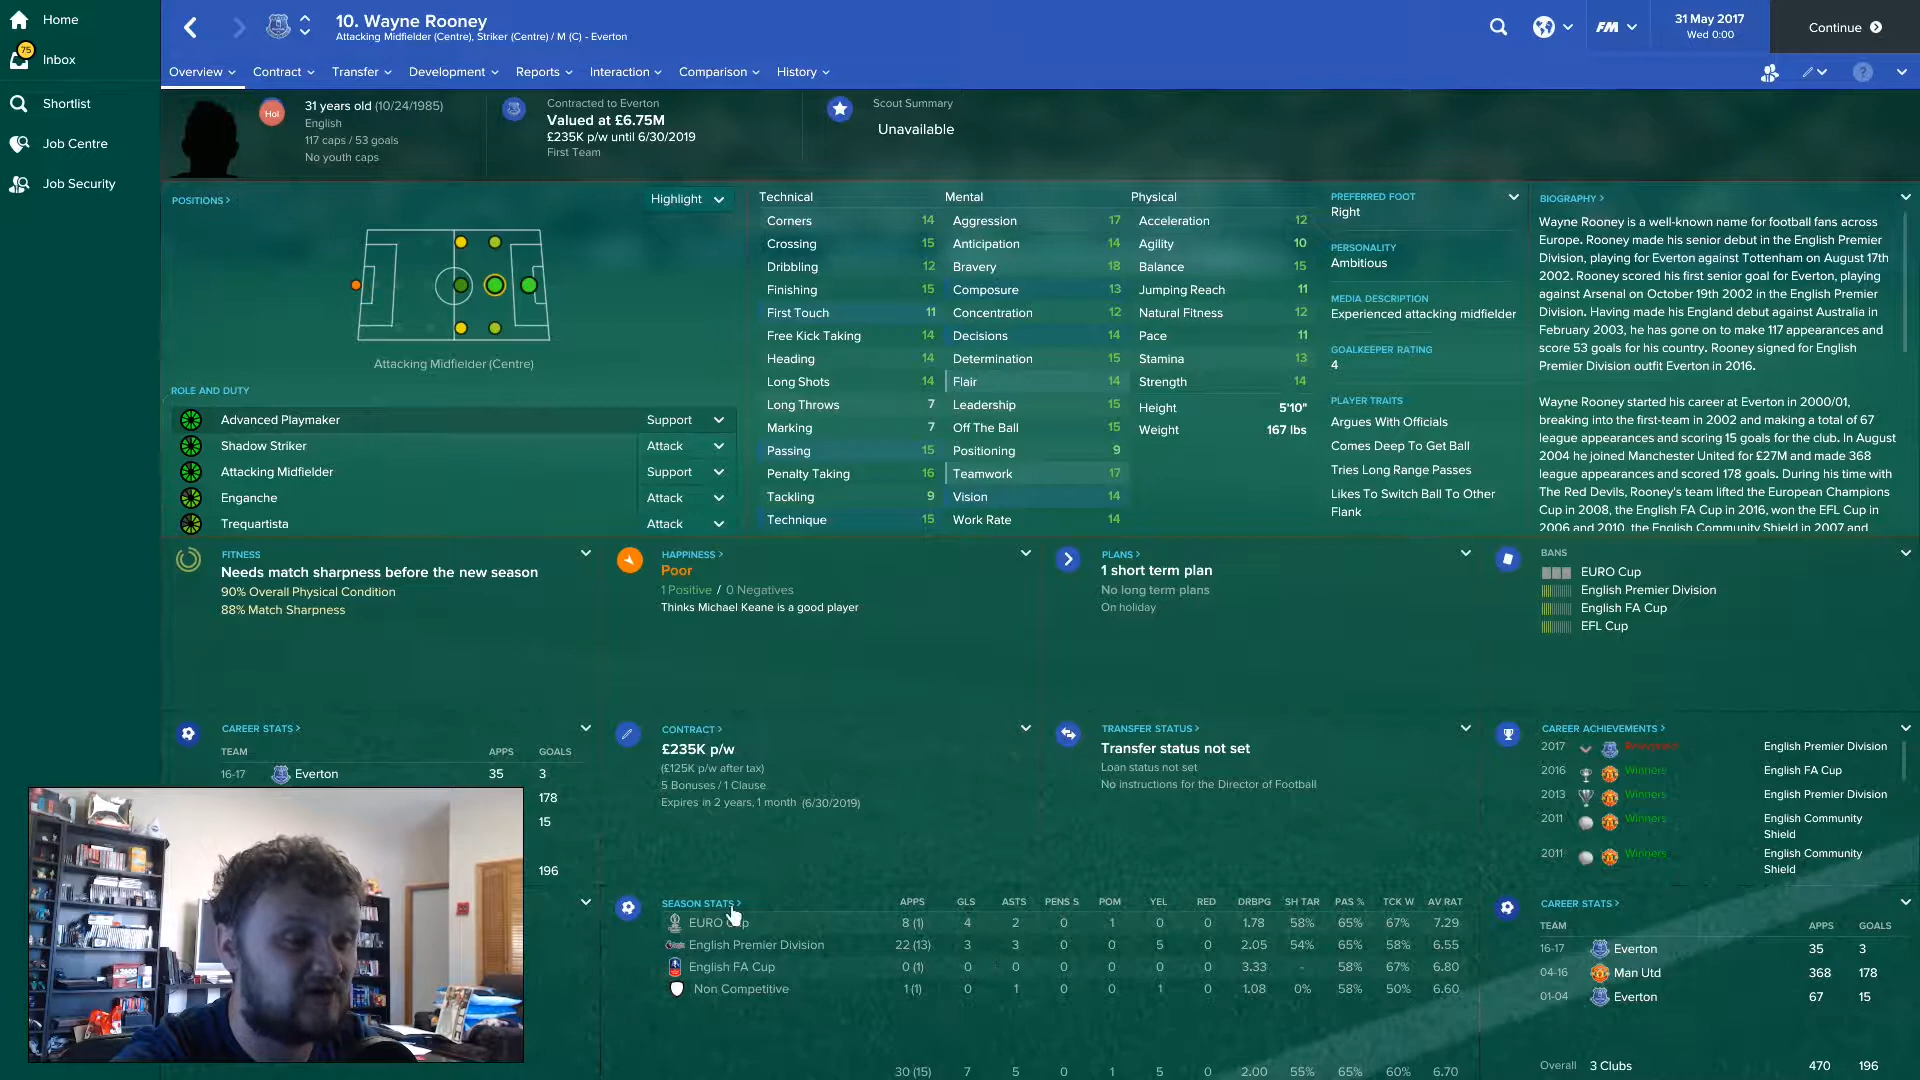 Home
75
Inbox
Shortlist
Job Centre
Job Security
10. Wayne Rooney
Attacking Midfielder (Centre), Striker (Centre) / M (C) - Everton
FM
31 May 2017
Wed 0:00
Continue
Overview
Contract
Transfer
Development
Reports
Interaction
Comparison
History
?
Hol
31 years old (10/24/1985)
English
117 caps / 53 goals
No youth caps
Contracted to Everton
Valued at £6.75M
£235K p/w until 6/30/2019
First Team
Scout Summary
Unavailable
POSITIONS >
Highlight
Attacking Midfielder (Centre)
ROLE AND DUTY
Advanced Playmaker Support
Shadow Striker Attack
Attacking Midfielder Support
Enganche Attack
Trequartista Attack
Technical
Corners 14
Crossing 15
Dribbling 12
Finishing 15
First Touch 11
Free Kick Taking 14
Heading 14
Long Shots 14
Long Throws 7
Marking 7
Passing 15
Penalty Taking 16
Tackling 9
Technique 15
Mental
Aggression 17
Anticipation 14
Bravery 18
Composure 13
Concentration 12
Decisions 14
Determination 15
Flair 14
Leadership 15
Off The Ball 15
Positioning 9
Teamwork 17
Vision 14
Work Rate 14
Physical
Acceleration 12
Agility 10
Balance 15
Jumping Reach 11
Natural Fitness 12
Pace 11
Stamina 13
Strength 14
Height 5'10"
Weight 167 lbs
PREFERRED FOOT
Right
PERSONALITY
Ambitious
MEDIA DESCRIPTION
Experienced attacking midfielder
GOALKEEPER RATING
4
PLAYER TRAITS
Argues With Officials
Comes Deep To Get Ball
Tries Long Range Passes
Likes To Switch Ball To Other
Flank
BIOGRAPHY >
Wayne Rooney is a well-known name for football fans across
Europe. Rooney made his senior debut in the English Premier
Division, playing for Everton against Tottenham on August 17th
2002. Rooney scored his first senior goal for Everton, playing
against Arsenal on October 19th 2002 in the English Premier
Division. Having made his England debut against Australia in
February 2003, he has gone on to make 117 appearances and
score 53 goals for his country. Rooney signed for English
Premier Division outfit Everton in 2016.
Wayne Rooney started his career at Everton in 2000/01,
breaking into the first-team in 2002 and making a total of 67
league appearances and scoring 15 goals for the club. In August
2004 he joined Manchester United for £27M and made 368
league appearances and scored 178 goals. During his time with
The Red Devils, Rooney's team lifted the European Champions
Cup in 2008, the English FA Cup in 2016, won the EFL Cup in
2006 and 2010, the English Community Shield in 2007 and
FITNESS
Needs match sharpness before the new season
90% Overall Physical Condition
88% Match Sharpness
HAPPINESS >
Poor
1 Positive / 0 Negatives
Thinks Michael Keane is a good player
PLANS >
1 short term plan
No long term plans
On holiday
BANS
EURO Cup
English Premier Division
English FA Cup
EFL Cup
CAREER STATS >
TEAM APPS GOALS
16-17 Everton 35 3
178
15
196
CONTRACT >
£235K p/w
(£125K p/w after tax)
5 Bonuses / 1 Clause
Expires in 2 years, 1 month (6/30/2019)
TRANSFER STATUS >
Transfer status not set
Loan status not set
No instructions for the Director of Football
CAREER ACHIEVEMENTS >
2017 Relegated English Premier Division
2016 Winners English FA Cup
2013 Winners English Premier Division
2011 Winners English Community
Shield
2011 Winners English Community
Shield
SEASON STATS > APPS GLS ASTS PENS S POM YEL RED DRBPG SH TAR PAS % TCK W AV RAT
EURO Cup 8 (1) 4 2 0 1 0 0 1.78 58% 65% 67% 7.29
English Premier Division 22 (13) 3 3 0 0 5 0 2.05 54% 65% 58% 6.55
English FA Cup 0 (1) 0 0 0 0 0 0 3.33 - 58% 67% 6.80
Non Competitive 1 (1) 0 1 0 0 1 0 1.08 0% 58% 50% 6.60
30 (15) 7 5 0 1 5 0 2.00 55% 65% 60% 6.70
CAREER STATS >
TEAM APPS GOALS
16-17 Everton 35 3
04-16 Man Utd 368 178
01-04 Everton 67 15
Overall 3 Clubs 470 196